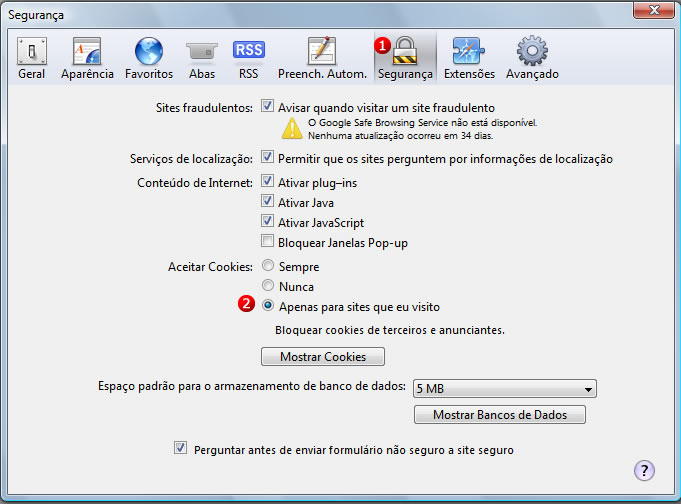 Segurança
Geral
Aparência
Favoritos
Abas
RSS
RSS
Preench. Autom.
1
Segurança
Extensões
Avançado
Sites fraudulentos: Avisar quando visitar um site fraudulento
O Google Safe Browsing Service não está disponível.
Nenhuma atualização ocorreu em 34 dias.
Serviços de localização: Permitir que os sites perguntem por informações de localização
Conteúdo de Internet: Ativar plug–ins
Ativar Java
Ativar JavaScript
Bloquear Janelas Pop-up
Aceitar Cookies: Sempre
Nunca
2 Apenas para sites que eu visito
Bloquear cookies de terceiros e anunciantes.
Mostrar Cookies
Espaço padrão para o armazenamento de banco de dados: 5 MB
Mostrar Bancos de Dados
Perguntar antes de enviar formulário não seguro a site seguro
?